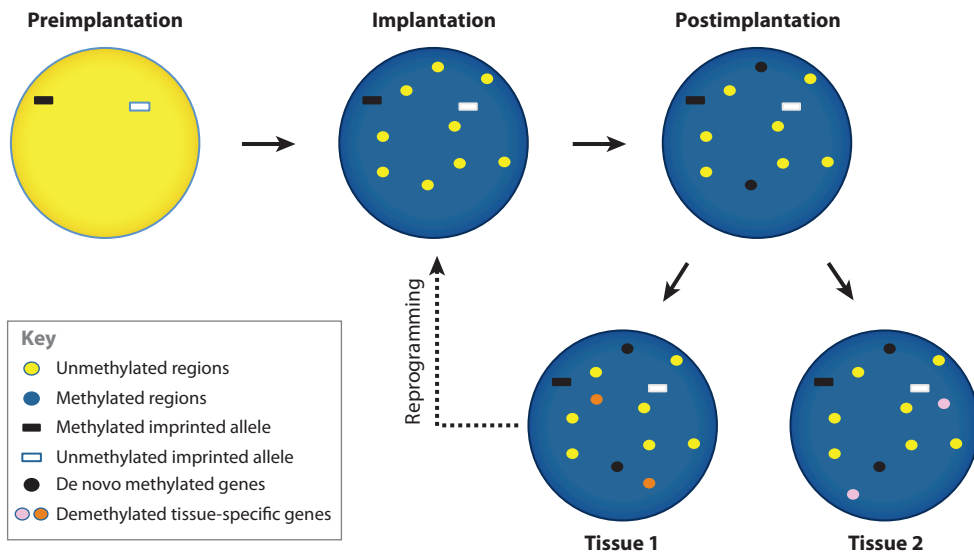 Preimplantation
Implantation
Postimplantation
Reprogramming
Key
Unmethylated regions
Methylated regions
Methylated imprinted allele
Unmethylated imprinted allele
De novo methylated genes
Demethylated tissue-specific genes
Tissue 1
Tissue 2